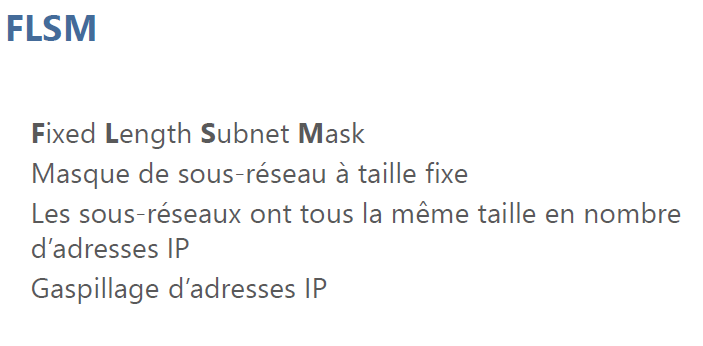 FLSM
Fixed Length Subnet Mask
Masque de sous-réseau à taille fixe
Les sous-réseaux ont tous la même taille en nombre
d’adresses IP
Gaspillage d’adresses IP